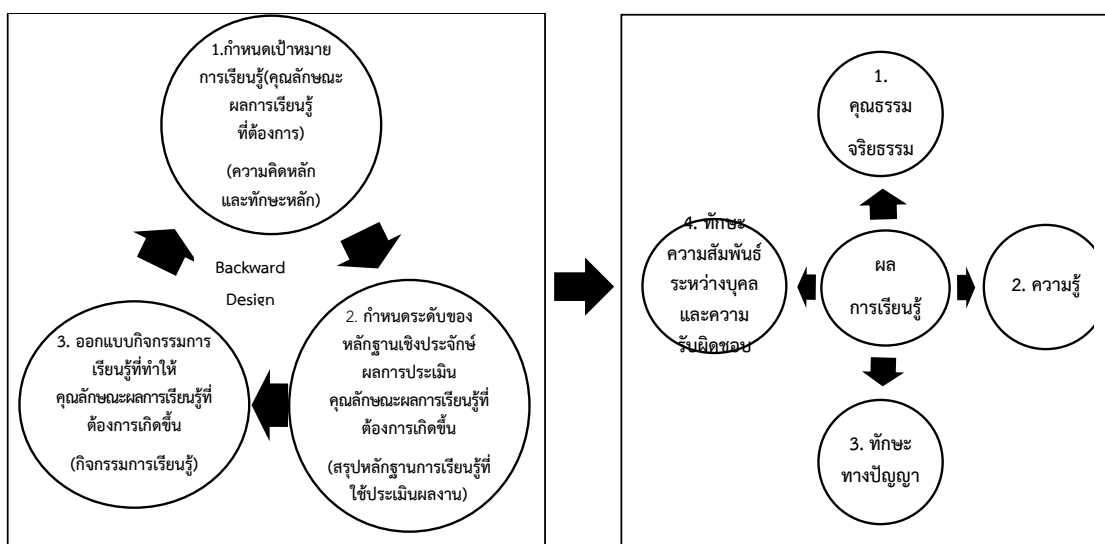 1.กำหนดเป้าหมาย
การเรียนรู้(คุณลักษณะ
ผลการเรียนรู้
ที่ต้องการ)
(ความคิดหลัก
และทักษะหลัก)
Backward
Design
2. กำหนดระดับของ
หลักฐานเชิงประจักษ์
ผลการประเมิน
คุณลักษณะผลการเรียนรู้ที่
ต้องการเกิดขึ้น
(สรุปหลักฐานการเรียนรู้ที่
ใช้ประเมินผลงาน)
3. ออกแบบกิจกรรมการ
เรียนรู้ที่ทำให้
คุณลักษณะผลการเรียนรู้ที่
ต้องการเกิดขึ้น
(กิจกรรมการเรียนรู้)
1.
คุณธรรม
จริยธรรม
4. ทักษะ
ความสัมพันธ์
ระหว่างบุคล
และความ
รับผิดชอบ
ผล
การเรียนรู้
2. ความรู้
3. ทักษะ
ทางปัญญา